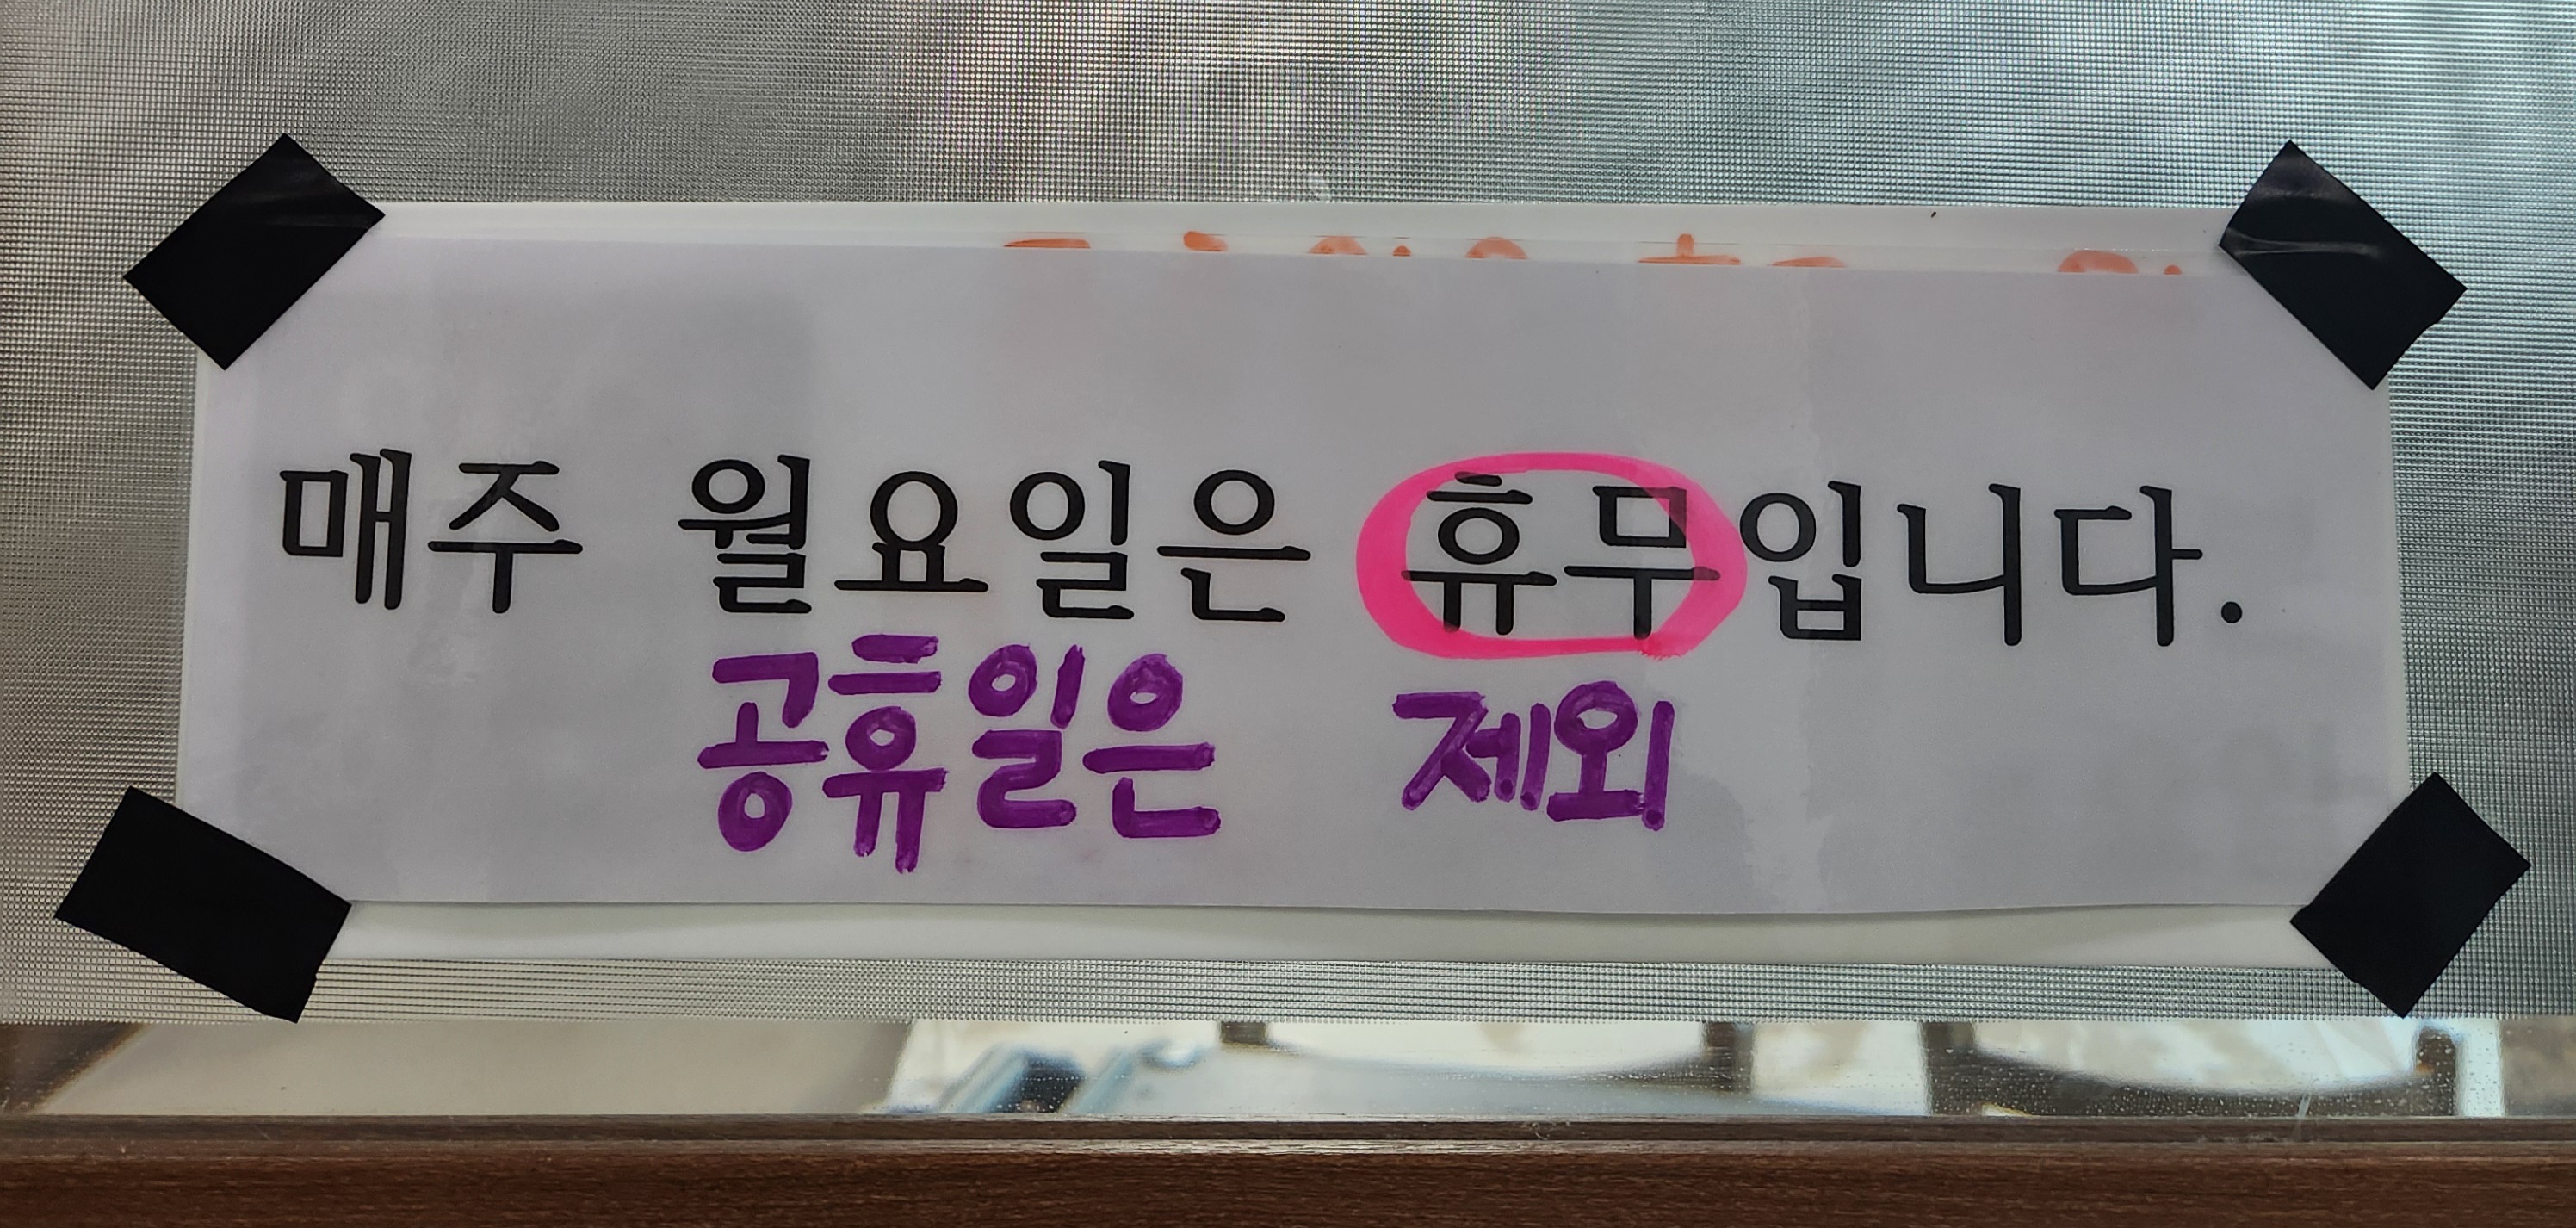 매주 월요일은 휴무입니다.
공휴일은 제외